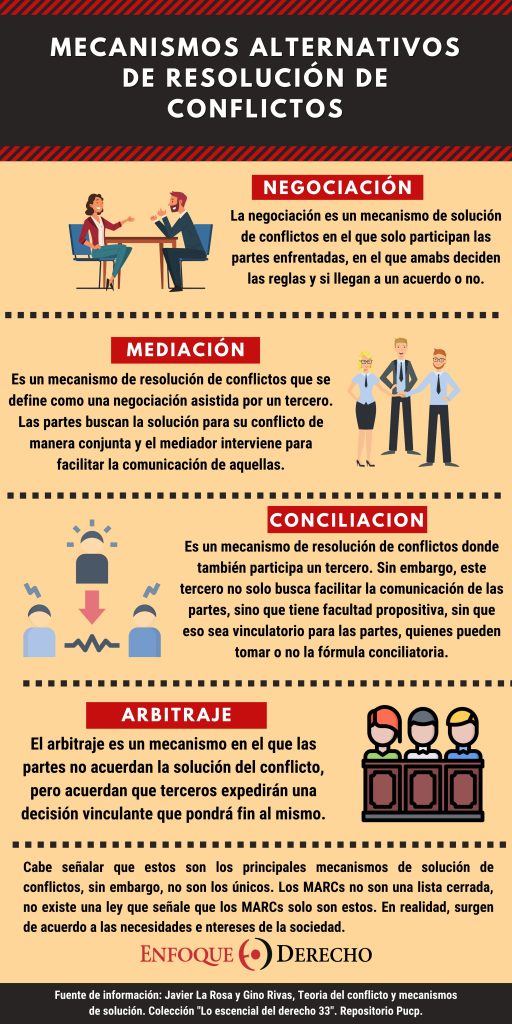 MECANISMOS ALTERNATIVOS
DE RESOLUCIÓN DE
CONFLICTOS
NEGOCIACIÓN
La negociación es un mecanismo de solución
de conflictos en el que solo participan las
partes enfrentadas, en el que amabs deciden
las reglas y si llegan a un acuerdo o no.
MEDIACIÓN
Es un mecanismo de resolución de conflictos que se
define como una negociación asistida por un tercero.
Las partes buscan la solución para su conflicto de
manera conjunta y el mediador interviene para
facilitar la comunicación de aquellas.
CONCILIACION
Es un mecanismo de resolución de conflictos donde
también participa un tercero. Sin embargo, este
tercero no solo busca facilitar la comunicación de las
partes, sino que tiene facultad propositiva, sin que
eso sea vinculatorio para las partes, quienes pueden
tomar o no la fórmula conciliatoria.
ARBITRAJE
El arbitraje es un mecanismo en el que las
partes no acuerdan la solución del conflicto,
pero acuerdan que terceros expedirán una
decisión vinculante que pondrá fin al mismo.
Cabe señalar que estos son los principales mecanismos de solución de
conflictos, sin embargo, no son los únicos. Los MARCs no son una lista cerrada,
no existe una ley que señale que los MARCs solo son estos. En realidad, surgen
de acuerdo a las necesidades e ntereses de la sociedad.
ENFOQUE DERECHO
Fuente de información: Javier La Rosa y Gino Rivas, Teoria del conflicto y mecanismos
de solución. Colección "Lo escencial del derecho 33". Repositorio Pucp.